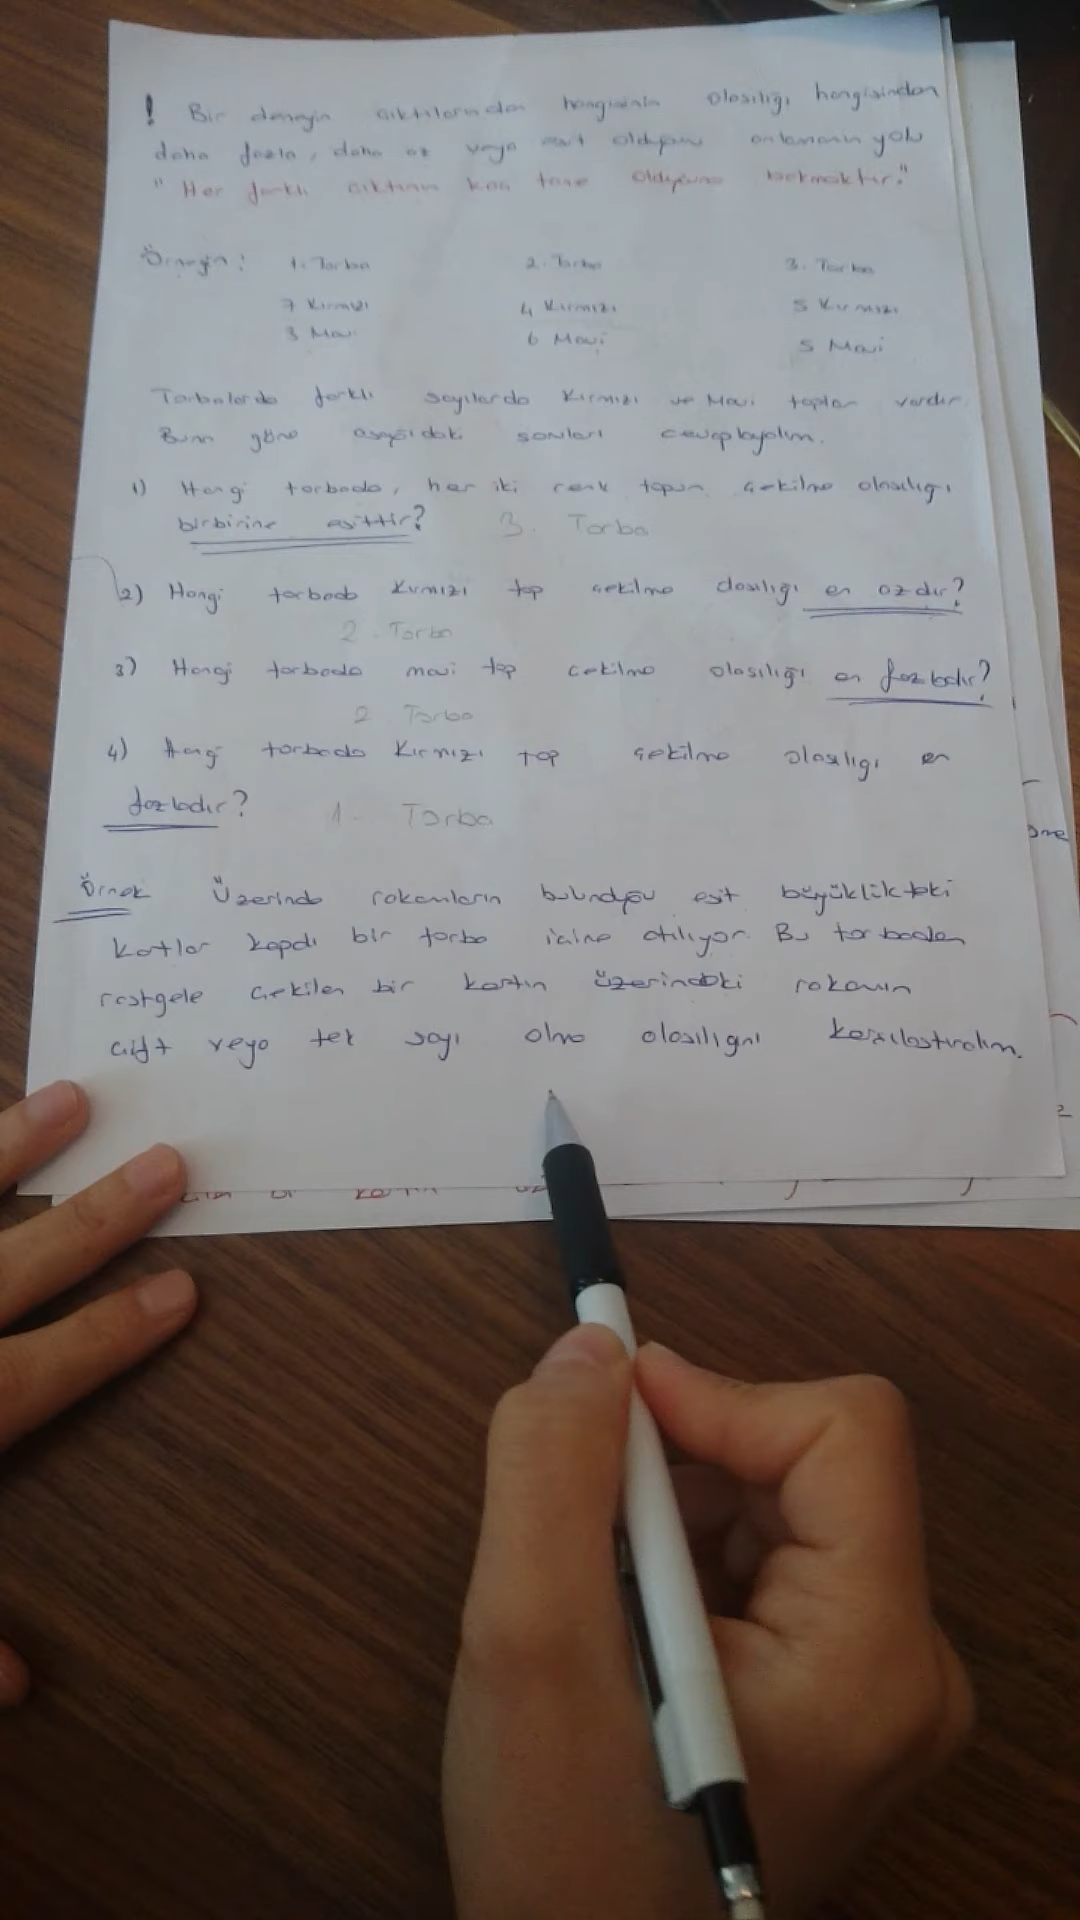 ! Bir deneyin çıktılarından hangisinin olasılığı hangisinden
daha fazla, daha az veya eşit olduğunu anlamanın yolu
"Her farklı çıktının kaç tane olduğuna bakmaktır."
Örneğin: 1. Torba 2. Torba 3. Torba
7 Kırmızı 4 Kırmızı 5 Kırmızı
3 Mavi 6 Mavi 5 Mavi
Torbalarda farklı sayılarda Kırmızı ve Mavi toplar vardır.
Buna göre aşağıdaki soruları cevaplayalım.
1) Hangi torbada, her iki renk topun çekilme olasılığı
birbirine eşittir? 3. Torba
2) Hangi torbada Kırmızı top çekilme olasılığı en azdır?
2. Torba
3) Hangi torbada mavi top çekilme olasılığı en fazladır?
2 Torba
4) Hangi torbada Kırmızı top çekilme olasılığı en
fazladır? 1. Torba
Örnek Üzerinde rakamların bulunduğu eşit büyüklükteki
kartlar kapalı bir torba içine atılıyor. Bu torbadan
rastgele çekilen bir kartın üzerindeki rakamın
çift veya tek sayı olma olasılığını karşılaştıralım.